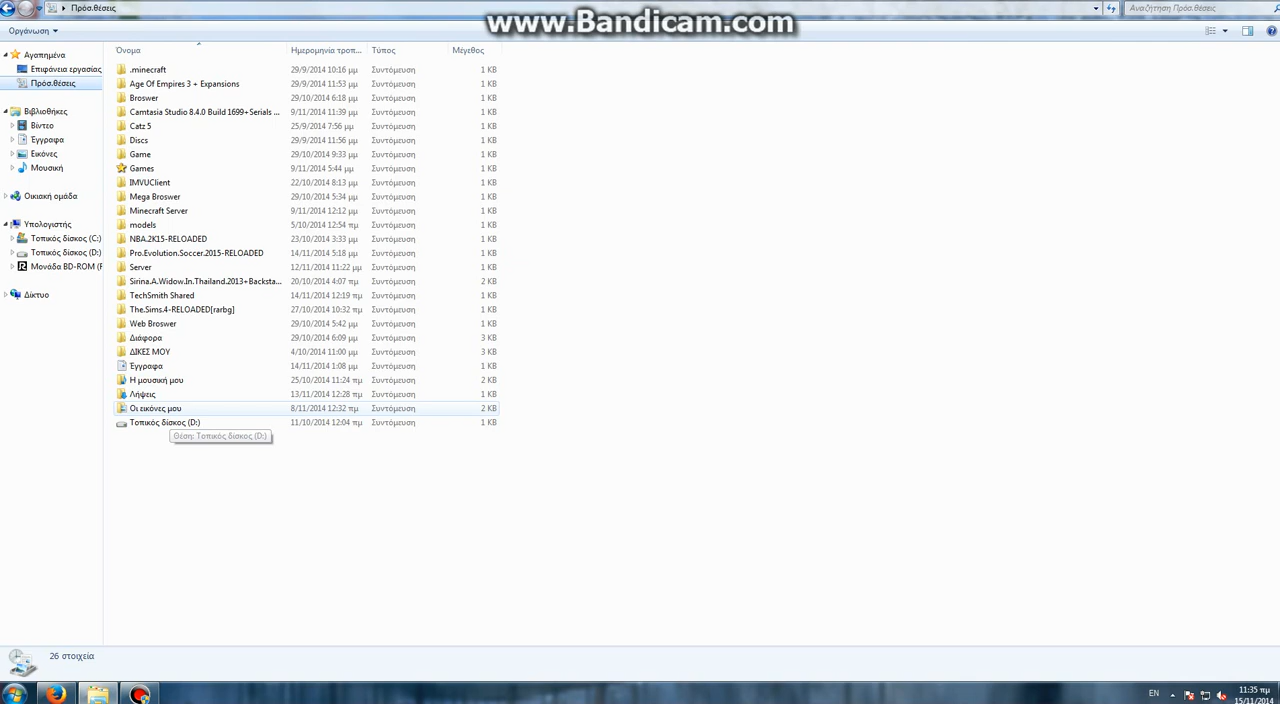 Πρόσ.θέσεις
Αναζήτηση Πρόσ.θέσεις
www.Bandicam.com
Οργάνωση
Όνομα Ημερομηνία τροπ... Τύπος Μέγεθος
Αγαπημένα
Επιφάνεια εργασίας
Πρόσ.θέσεις
Βιβλιοθήκες
Βίντεο
Έγγραφα
Εικόνες
Μουσική
Οικιακή ομάδα
Υπολογιστής
Τοπικός δίσκος (C:)
Τοπικός δίσκος (D:)
Μονάδα BD-ROM (F
Δίκτυο
.minecraft 29/9/2014 10:16 μμ Συντόμευση 1 KB
Age Of Empires 3 + Expansions 29/9/2014 11:53 μμ Συντόμευση 1 KB
Broswer 29/10/2014 6:18 μμ Συντόμευση 1 KB
Camtasia Studio 8.4.0 Build 1699+Serials ... 9/11/2014 11:39 μμ Συντόμευση 1 KB
Catz 5 25/9/2014 7:56 μμ Συντόμευση 1 KB
Discs 29/9/2014 11:56 μμ Συντόμευση 1 KB
Game 29/10/2014 9:33 μμ Συντόμευση 1 KB
Games 9/11/2014 5:44 μμ Συντόμευση 1 KB
IMVUClient 22/10/2014 8:13 μμ Συντόμευση 1 KB
Mega Broswer 29/10/2014 5:34 μμ Συντόμευση 1 KB
Minecraft Server 9/11/2014 12:12 μμ Συντόμευση 1 KB
models 5/10/2014 12:54 πμ Συντόμευση 1 KB
NBA.2K15-RELOADED 23/10/2014 3:33 μμ Συντόμευση 1 KB
Pro.Evolution.Soccer.2015-RELOADED 14/11/2014 5:18 μμ Συντόμευση 1 KB
Server 12/11/2014 11:22 μμ Συντόμευση 1 KB
Sirina.A.Widow.In.Thailand.2013+Backsta... 20/10/2014 4:07 πμ Συντόμευση 2 KB
TechSmith Shared 14/11/2014 12:19 πμ Συντόμευση 1 KB
The.Sims.4-RELOADED[rarbg] 27/10/2014 10:32 πμ Συντόμευση 1 KB
Web Broswer 29/10/2014 5:42 μμ Συντόμευση 1 KB
Διάφορα 29/10/2014 6:09 μμ Συντόμευση 3 KB
ΔΙΚΕΣ ΜΟΥ 4/10/2014 11:00 μμ Συντόμευση 3 KB
Έγγραφα 14/11/2014 1:08 μμ Συντόμευση 1 KB
Η μουσική μου 25/10/2014 11:24 πμ Συντόμευση 2 KB
Λήψεις 13/11/2014 12:28 πμ Συντόμευση 1 KB
Οι εικόνες μου 8/11/2014 12:32 πμ Συντόμευση 2 KB
Τοπικός δίσκος (D:) 11/10/2014 12:04 πμ Συντόμευση 1 KB
Θέση: Τοπικός δίσκος (D:)
26 στοιχεία
EN
11:35 πμ
15/11/2014